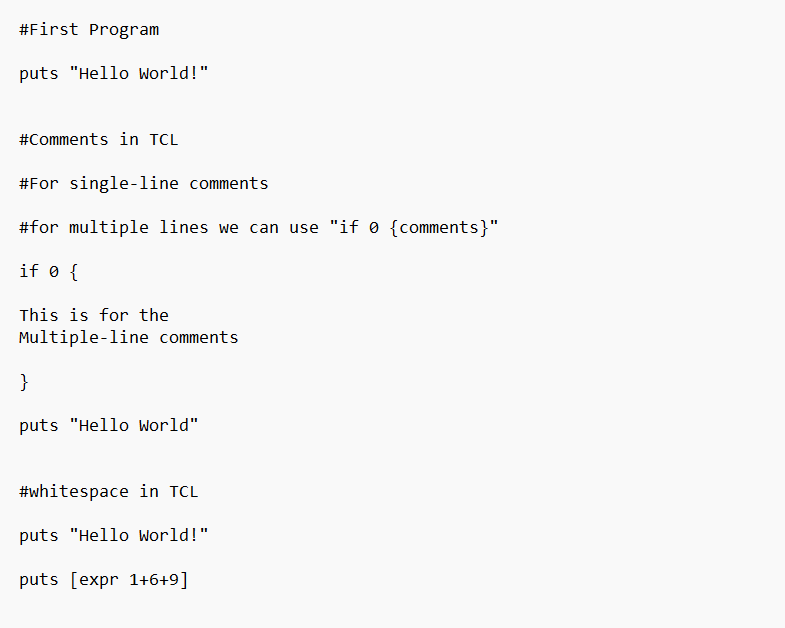 #First Program
puts "Hello World!"
#Comments in TCL
#For single-line comments
#for multiple lines we can use "if 0 {comments}"
if 0 {
This is for the
Multiple-line comments
}
puts "Hello World"
#whitespace in TCL
puts "Hello World!"
puts [expr 1+6+9]